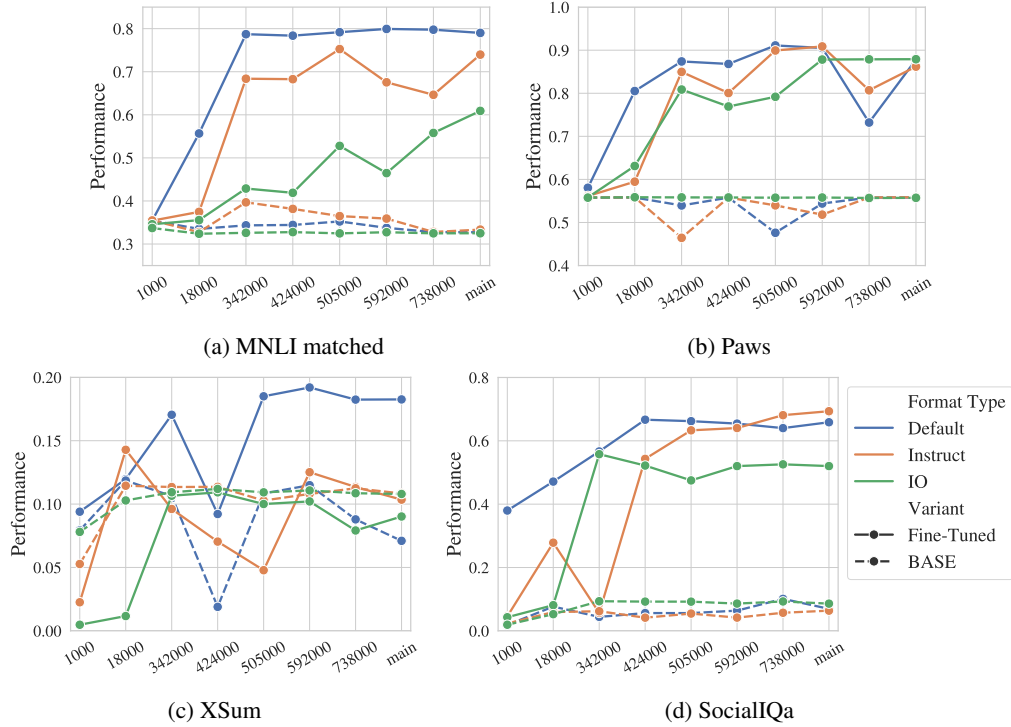 0.8
0.7
0.6
0.5
0.4
0.3
Performance
1000
18000
342000
424000
505000
592000
738000
main
(a) MNLI matched
1.0
0.9
0.8
0.7
0.6
0.5
0.4
Performance
1000
18000
342000
424000
505000
592000
738000
main
(b) Paws
0.20
0.15
0.10
0.05
0.00
Performance
1000
18000
342000
424000
505000
592000
738000
main
(c) XSum
0.8
0.6
0.4
0.2
0.0
Performance
1000
18000
342000
424000
505000
592000
738000
main
(d) SocialIQa
Format Type
Default
Instruct
IO
Variant
Fine-Tuned
BASE